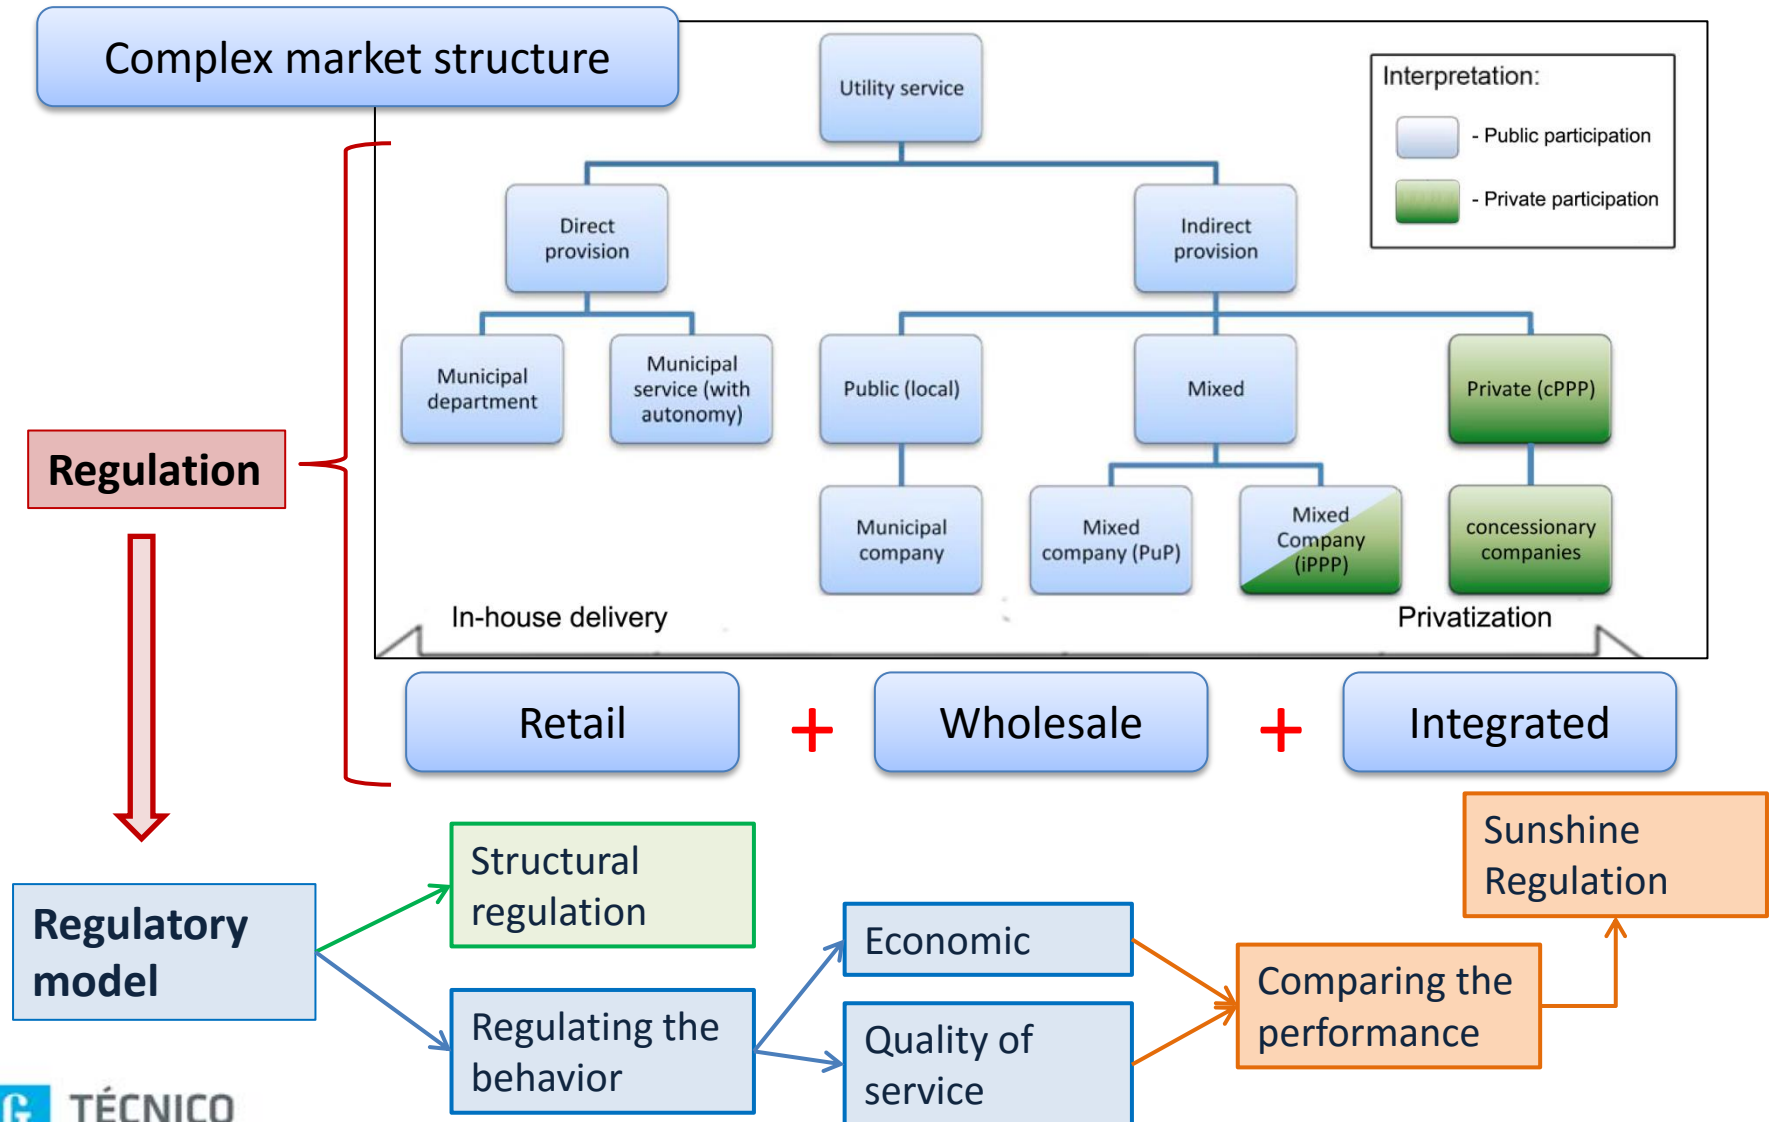 Complex market structure
Utility service
Interpretation:
- Public participation
- Private participation
Direct
provision
Indirect
provision
Municipal
department
Municipal
service (with
autonomy)
Public (local)
Mixed
Private (cPPP)
Municipal
company
Mixed
company (PuP)
Mixed
Company
(iPPP)
concessionary
companies
In-house delivery
Privatization
Regulation
Retail
+
Wholesale
+
Integrated
Regulatory
model
Structural
regulation
Regulating the
behavior
Economic
Quality of
service
Comparing the
performance
Sunshine
Regulation
TÉCNICO